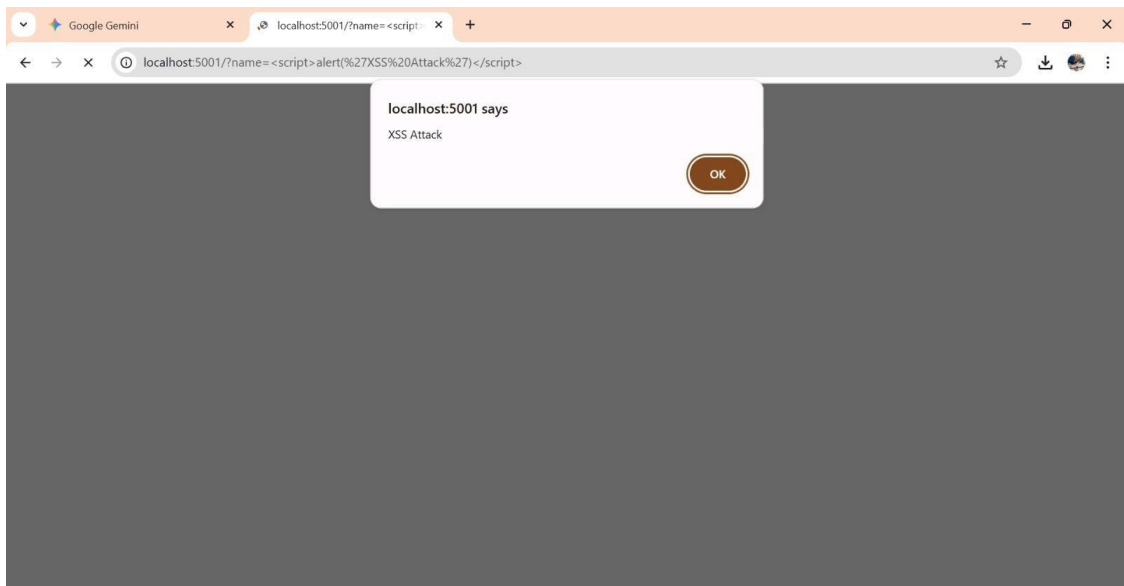 Google Gemini
localhost:5001/?name=<script>
localhost:5001/?name=<script>alert(%27XSS%20Attack%27)</script>
localhost:5001 says
XSS Attack
OK